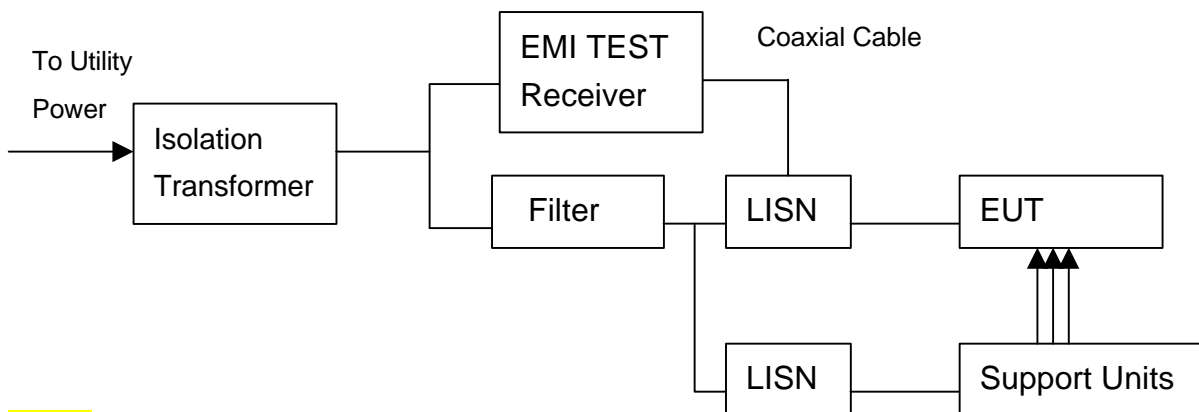 To Utility
Power
Isolation
Transformer
EMI TEST
Receiver
Coaxial Cable
Filter
LISN
EUT
LISN
Support Units